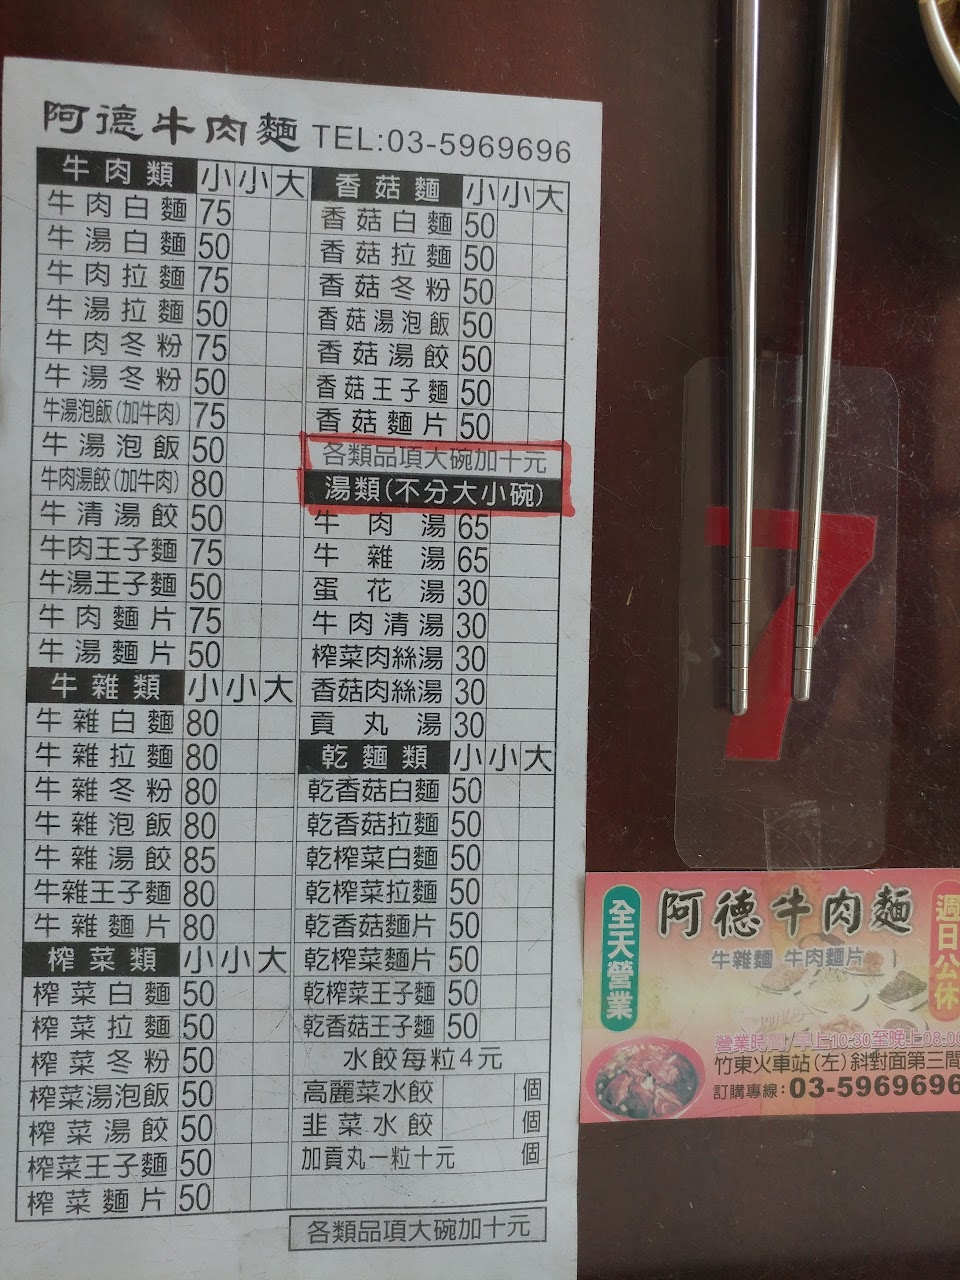 阿德牛肉麵 TEL:03-5969696
牛肉類 小 小 大
牛肉白麵 75
牛湯白麵 50
牛肉拉麵 75
牛湯拉麵 50
牛肉冬粉 75
牛湯冬粉 50
牛湯泡飯(加牛肉) 75
牛湯泡飯 50
牛肉湯餃(加牛肉) 80
牛清湯餃 50
牛肉王子麵 75
牛湯王子麵 50
牛肉麵片 75
牛湯麵片 50
牛雜類 小 小 大
牛雜白麵 80
牛雜拉麵 80
牛雜冬粉 80
牛雜泡飯 80
牛雜湯餃 85
牛雜王子麵 80
牛雜麵片 80
榨菜類 小 小 大
榨菜白麵 50
榨菜拉麵 50
榨菜冬粉 50
榨菜湯泡飯 50
榨菜湯餃 50
榨菜王子麵 50
榨菜麵片 50
香菇麵 小 小 大
香菇白麵 50
香菇拉麵 50
香菇冬粉 50
香菇湯泡飯 50
香菇湯餃 50
香菇王子麵 50
香菇麵片 50
各類品項大碗加十元
湯類(不分大小碗)
牛肉湯 65
牛雜湯 65
蛋花湯 30
牛肉清湯 30
榨菜肉絲湯 30
香菇肉絲湯 30
貢丸湯 30
乾麵類 小 小 大
乾香菇白麵 50
乾香菇拉麵 50
乾榨菜白麵 50
乾榨菜拉麵 50
乾香菇麵片 50
乾榨菜麵片 50
乾榨菜王子麵 50
乾香菇王子麵 50
水餃每粒4元
高麗菜水餃 個
韭菜水餃 個
加貢丸一粒十元 個
各類品項大碗加十元
7
全天營業
阿德牛肉麵
週日公休
牛雜麵 牛肉麵片
營業時間/早上10:30至晚上08:00
竹東火車站(左)斜對面第三間
訂購專線:03-5969696